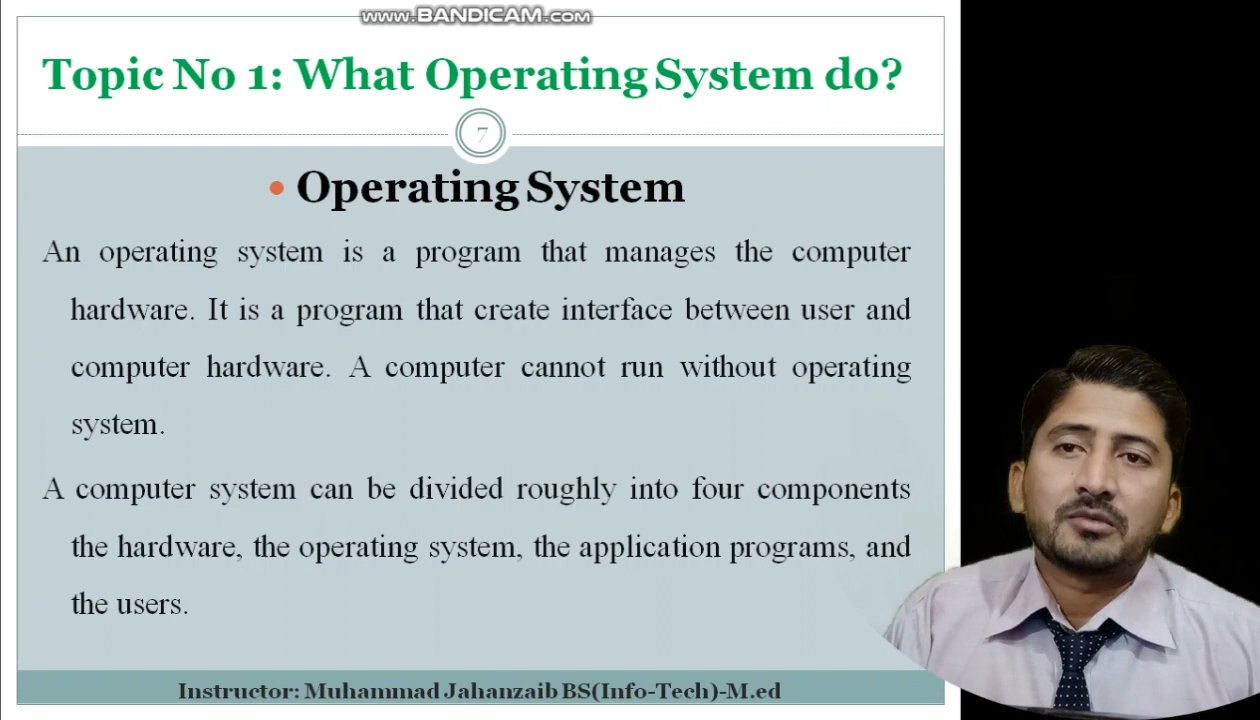 www.BANDICAM.com
Topic No 1: What Operating System do?
7
• Operating System
An operating system is a program that manages the computer
hardware. It is a program that create interface between user and
computer hardware. A computer cannot run without operating
system.
A computer system can be divided roughly into four components
the hardware, the operating system, the application programs, and
the users.
Instructor: Muhammad Jahanzaib BS(Info-Tech)-M.ed